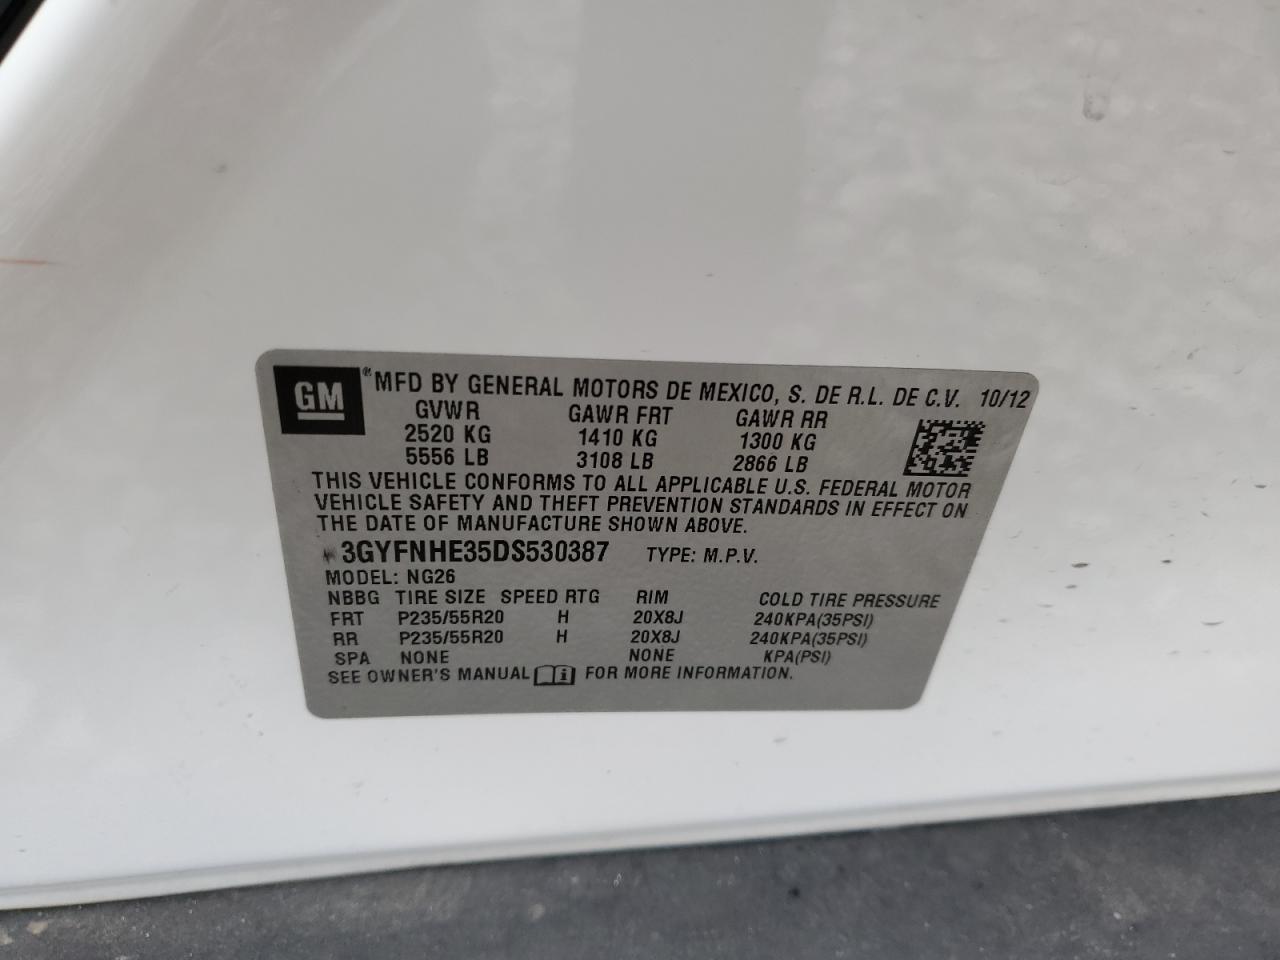 GM ® MFD BY GENERAL MOTORS DE MEXICO, S. DE R.L. DE C.V. 10/12
GVWR GAWR FRT GAWR RR
2520 KG 1410 KG 1300 KG
5556 LB 3108 LB 2866 LB
THIS VEHICLE CONFORMS TO ALL APPLICABLE U.S. FEDERAL MOTOR
VEHICLE SAFETY AND THEFT PREVENTION STANDARDS IN EFFECT ON
THE DATE OF MANUFACTURE SHOWN ABOVE.
3GYFNHE35DS530387 TYPE: M.P.V.
MODEL: NG26
NBBG TIRE SIZE SPEED RTG RIM COLD TIRE PRESSURE
FRT P235/55R20 H 20X8J 240KPA(35PSI)
RR P235/55R20 H 20X8J 240KPA(35PSI)
SPA NONE NONE KPA(PSI)
SEE OWNER'S MANUAL i FOR MORE INFORMATION.